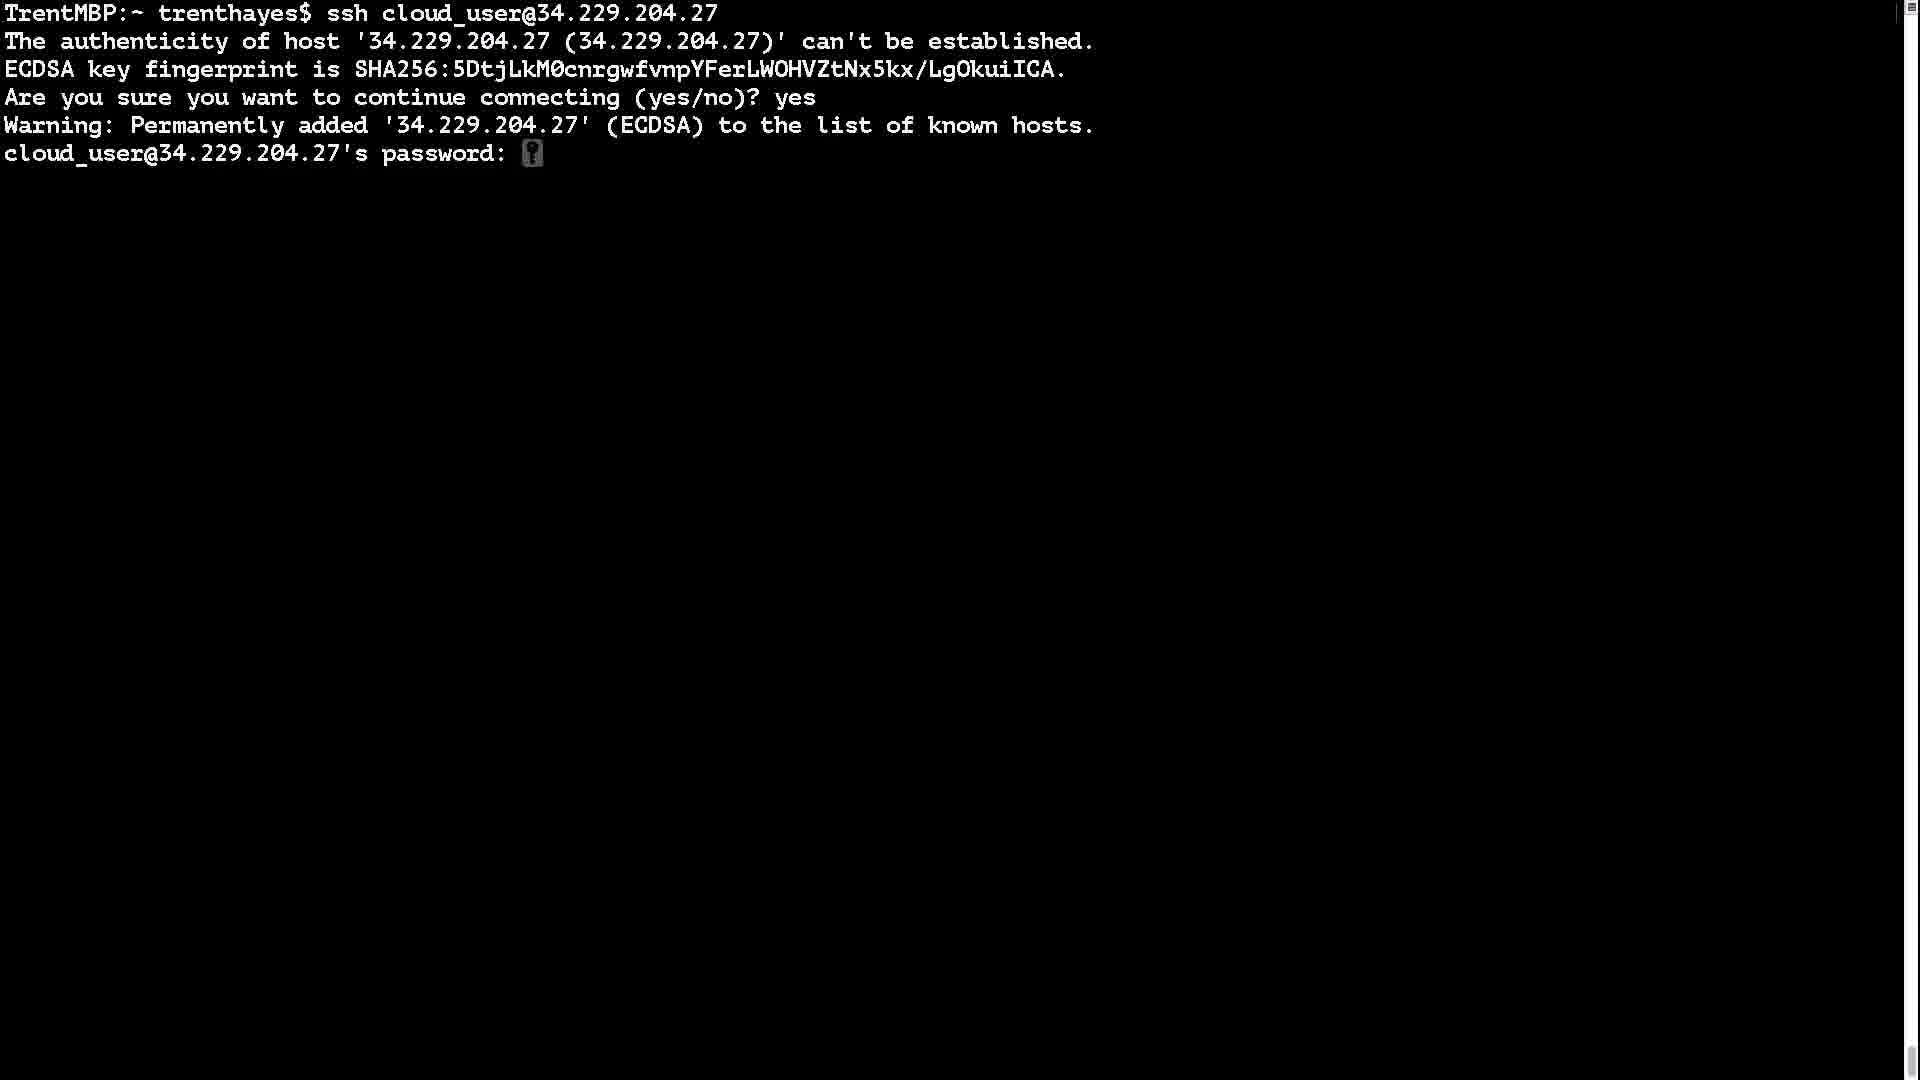 TrentMBP:~ trenthayes$ ssh cloud_user@34.229.204.27
The authenticity of host '34.229.204.27 (34.229.204.27)' can't be established.
ECDSA key fingerprint is SHA256:5DtjLkM0cnrgwfvnpYFerLWOHVZtNx5kx/LgOkuiICA.
Are you sure you want to continue connecting (yes/no)? yes
Warning: Permanently added '34.229.204.27' (ECDSA) to the list of known hosts.
cloud_user@34.229.204.27's password: